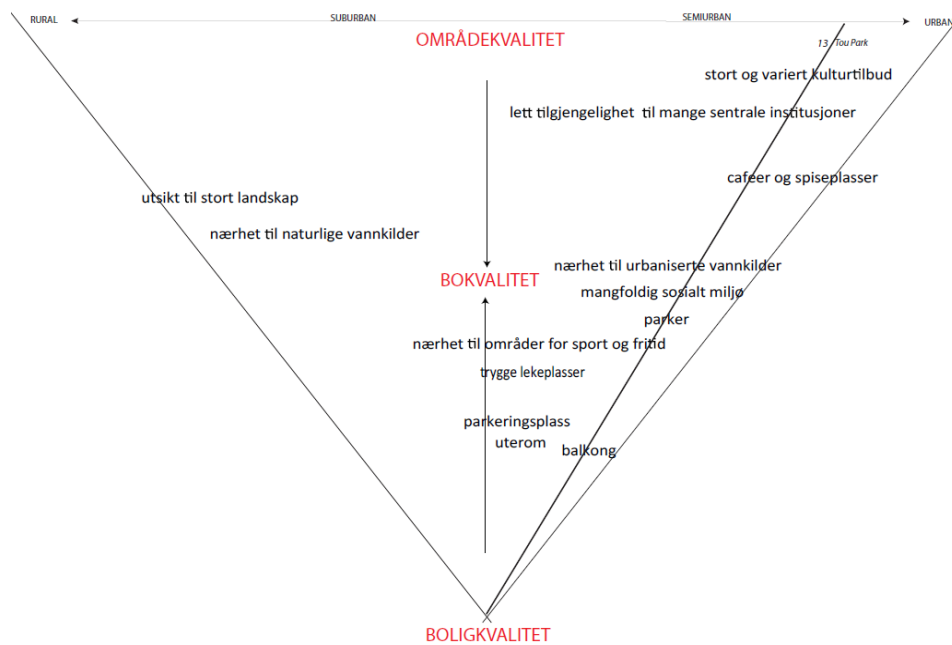 RURAL
SUBURBAN
SEMIURBAN
URBAN
OMRÅDEKVALITET
13 Tou Park
stort og variert kulturtilbud
lett tilgjengelighet til mange sentrale institusjoner
cafeer og spiseplasser
utsikt til stort landskap
nærhet til naturlige vannkilder
nærhet til urbaniserte vannkilder
BOKVALITET
mangfoldig sosialt miljø
parker
nærhet til områder for sport og fritid
trygge lekeplasser
parkeringsplass
uterom
balkong
BOLIGKVALITET